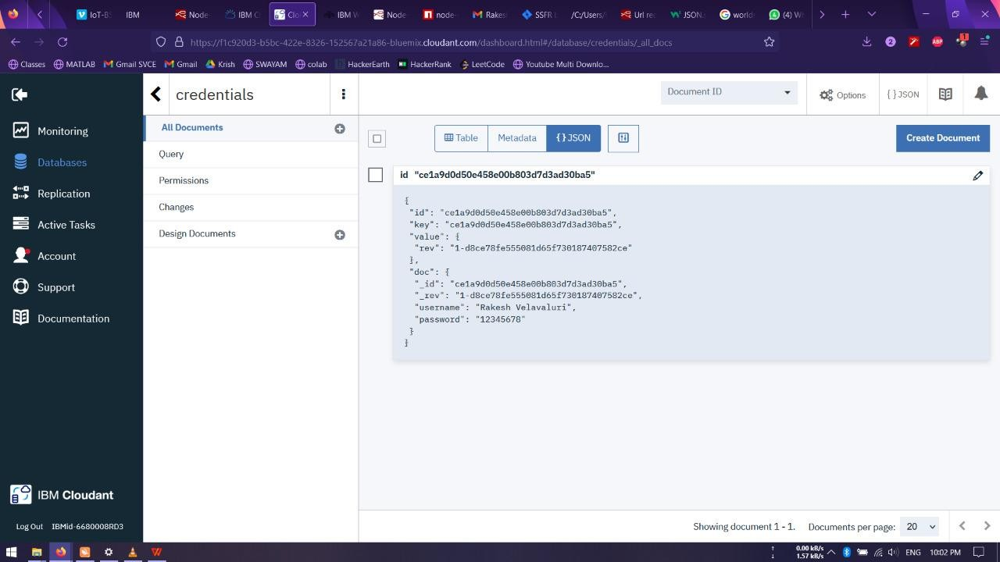 IoT-BS
IBM
Node-
IBM C
Clo
IBM W
Node-
node-
Rakes
SSFR
/C:/Users/
Url re
JSON.
world
(4) W
https://f1c920d3-b5bc-422e-8326-152567a21a86-bluemix.cloudant.com/dashboard.html#/database/credentials/_all_docs
2
ABP
Classes MATLAB Gmail SVCE Gmail Krish SWAYAM colab HackerEarth HackerRank LeetCode Youtube Multi Downlo...
credentials
Document ID
Options
{ } JSON
Monitoring
Databases
Replication
Active Tasks
Account
Support
Documentation
All Documents
Query
Permissions
Changes
Design Documents
Table
Metadata
{ } JSON
Create Document
id "ce1a9d0d50e458e00b803d7d3ad30ba5"
{
"id": "ce1a9d0d50e458e00b803d7d3ad30ba5",
"key": "ce1a9d0d50e458e00b803d7d3ad30ba5",
"value": {
"rev": "1-d8ce78fe555081d65f730187407582ce"
},
"doc": {
"_id": "ce1a9d0d50e458e00b803d7d3ad30ba5",
"_rev": "1-d8ce78fe555081d65f730187407582ce",
"username": "Rakesh Velavaluri",
"password": "12345678"
}
}
IBM Cloudant
Log Out IBMid-6680008RD3
Showing document 1 - 1.
Documents per page: 20
0.00 kB/s
1.57 kB/s
ENG
10:02 PM